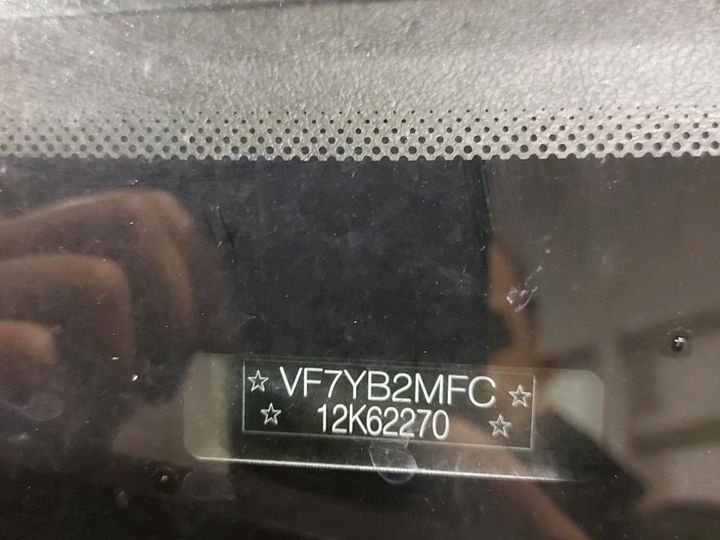 ☆ VF7YB2MFC ☆
☆ 12K62270 ☆